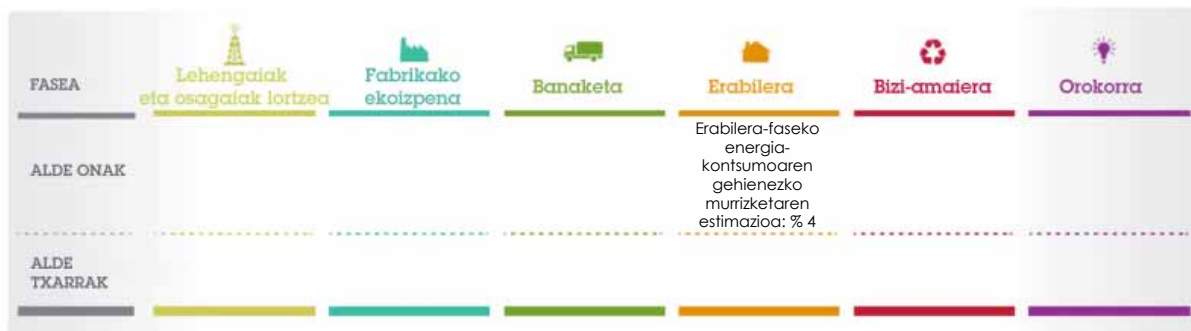 FASEA
Lehengaiak
eta osagaiak lortzea
Fabrikako
ekoizpena
Banaketa
Erabilera
Bizi-amaiera
Orokorra
ALDE ONAK
Erabilera-faseko
energia-
kontsumoaren
gehienezko
murrizketaren
estimazioa: % 4
ALDE
TXARRAK